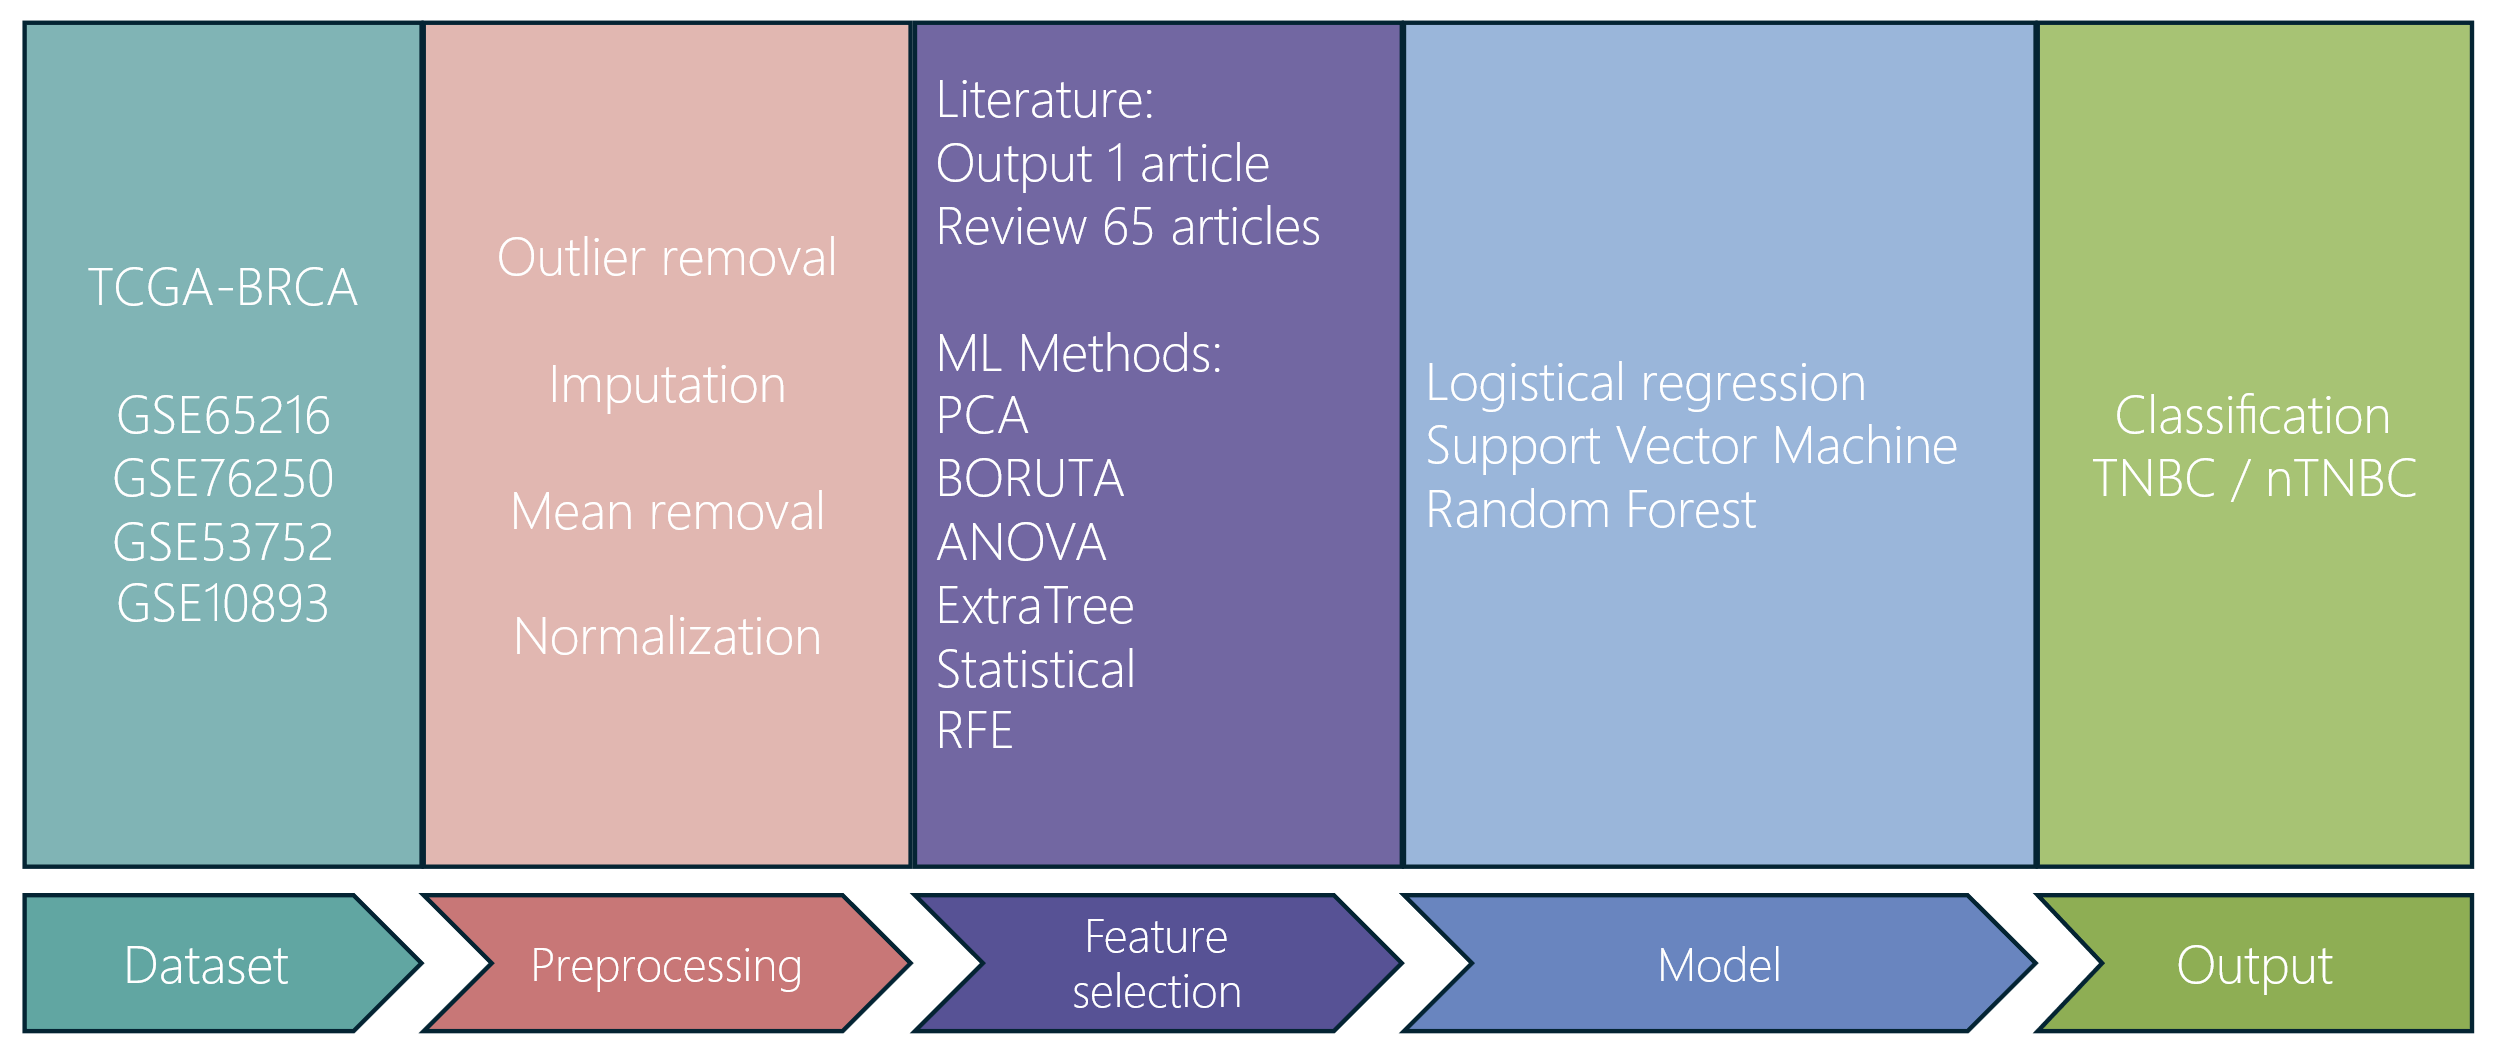 TCGA-BRCA
GSE65216
GSE76250
GSE53752
GSE10893
Outlier removal
Imputation
Mean removal
Normalization
Literature:
Output 1 article
Review 65 articles
ML Methods:
PCA
BORUTA
ANOVA
ExtraTree
Statistical
RFE
Logistical regression
Support Vector Machine
Random Forest
Classification
TNBC / nTNBC
Dataset
Preprocessing
Feature
selection
Model
Output